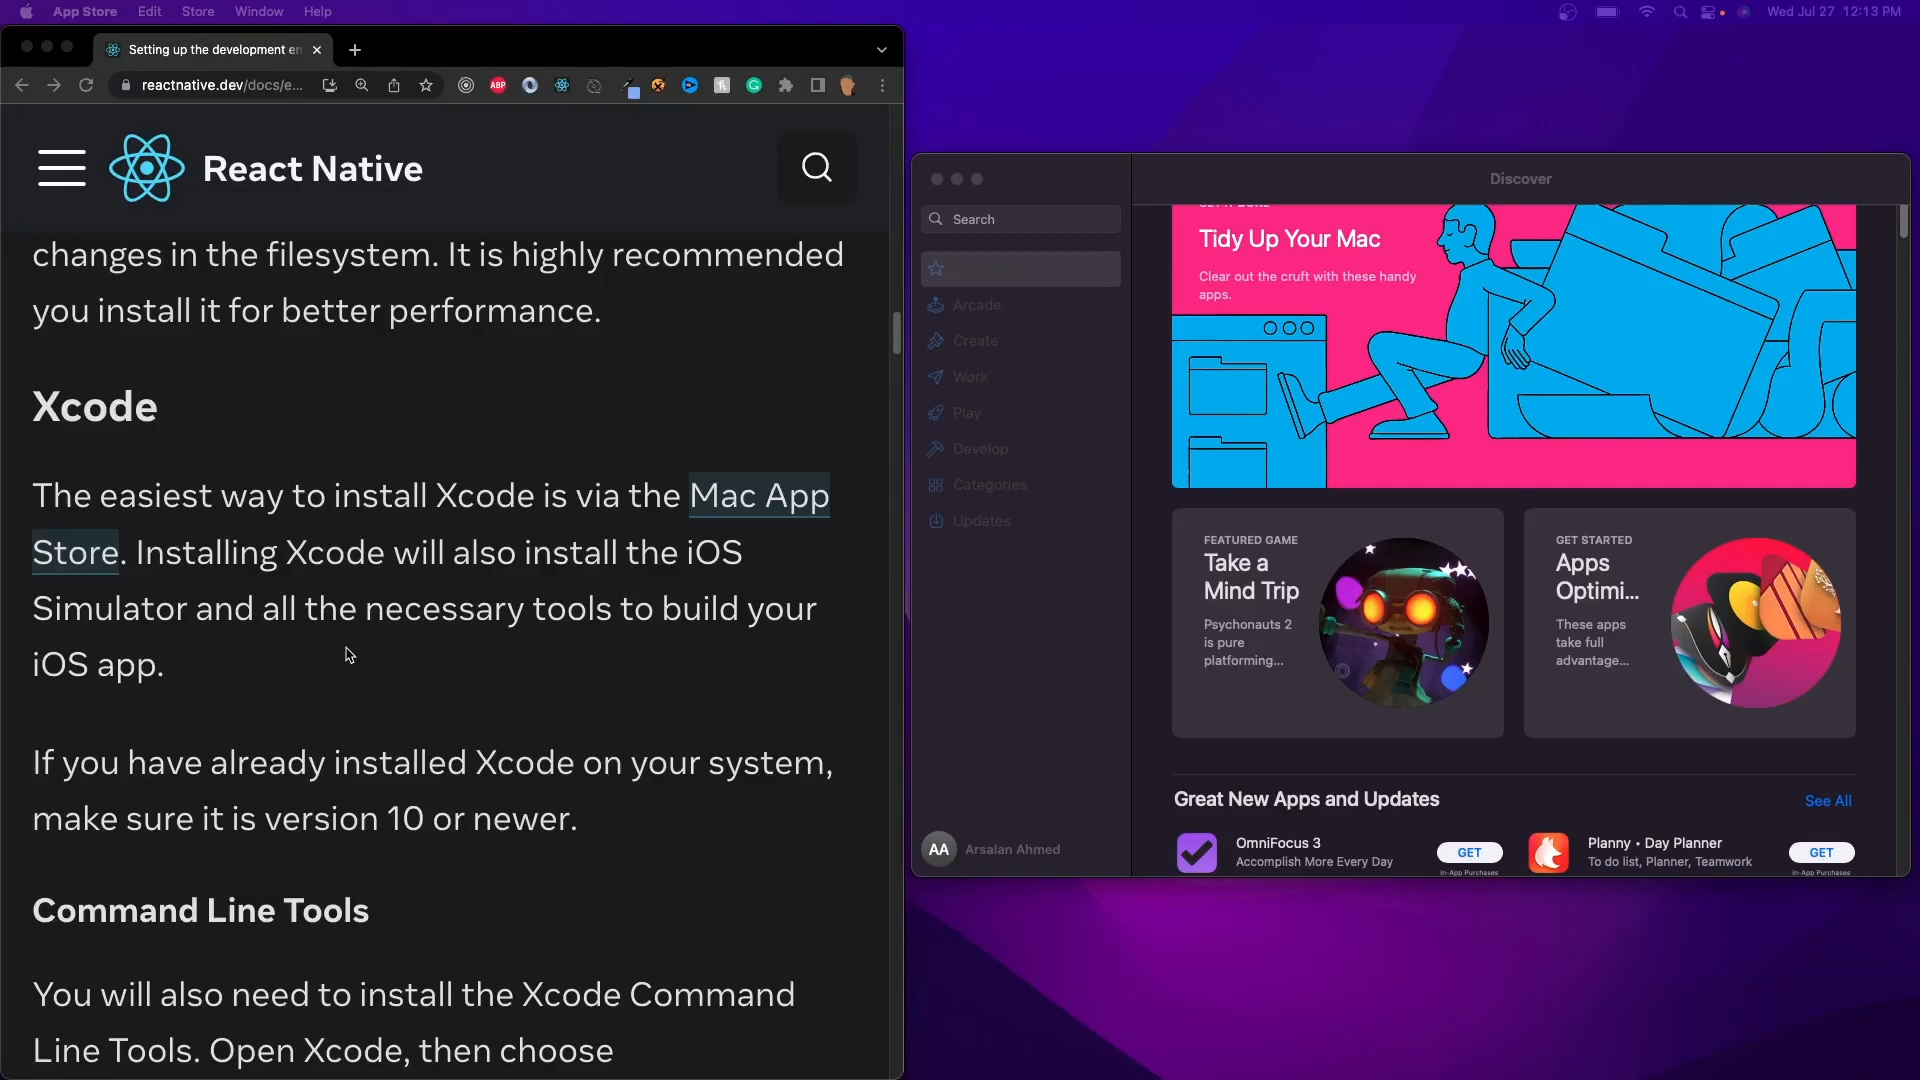 App Store Edit Store Window Help
Wed Jul 27 12:13 PM
Setting up the development en
reactnative.dev/docs/e...
ABP
React Native
changes in the filesystem. It is highly recommended
you install it for better performance.
Xcode
The easiest way to install Xcode is via the Mac App
Store. Installing Xcode will also install the iOS
Simulator and all the necessary tools to build your
iOS app.
If you have already installed Xcode on your system,
make sure it is version 10 or newer.
Command Line Tools
You will also need to install the Xcode Command
Line Tools. Open Xcode, then choose
Search
Arcade
Create
Work
Play
Develop
Categories
Updates
AA Arsalan Ahmed
Discover
Tidy Up Your Mac
Clear out the cruft with these handy
apps.
FEATURED GAME
Take a
Mind Trip
Psychonauts 2
is pure
platforming...
GET STARTED
Apps
Optimi...
These apps
take full
advantage...
Great New Apps and Updates
See All
OmniFocus 3
Accomplish More Every Day
GET
In-App Purchases
Planny • Day Planner
To do list, Planner, Teamwork
GET
In-App Purchases